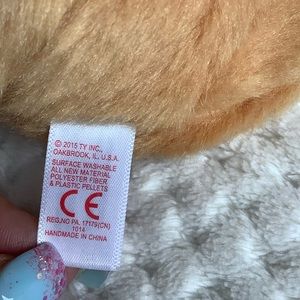 © 2015 TY INC.,
OAKBROOK, IL. U.S.A.
SURFACE WASHABLE
ALL NEW MATERIAL
POLYESTER FIBER
& PLASTIC PELLETS
CE
REG.NO PA. 17179(CN)
1014
HANDMADE IN CHINA